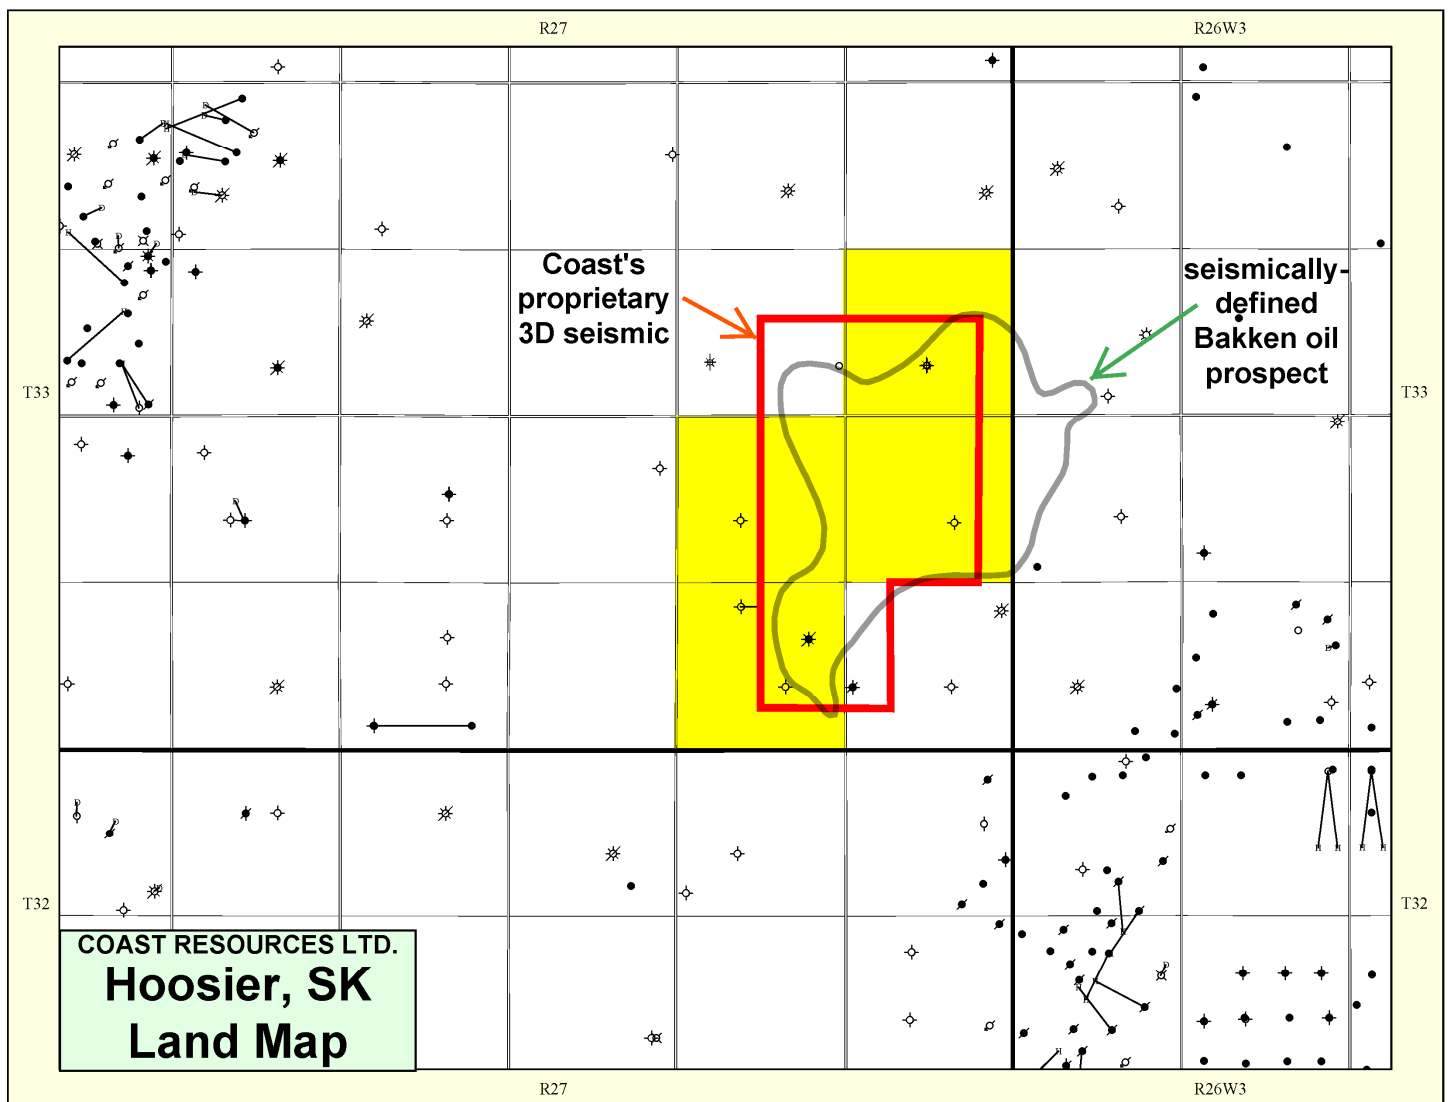 R27
R26W3
Coast's
proprietary
3D seismic
seismically-
defined
Bakken oil
prospect
T33
T33
T32
T32
COAST RESOURCES LTD.
Hoosier, SK
Land Map
R27
R26W3